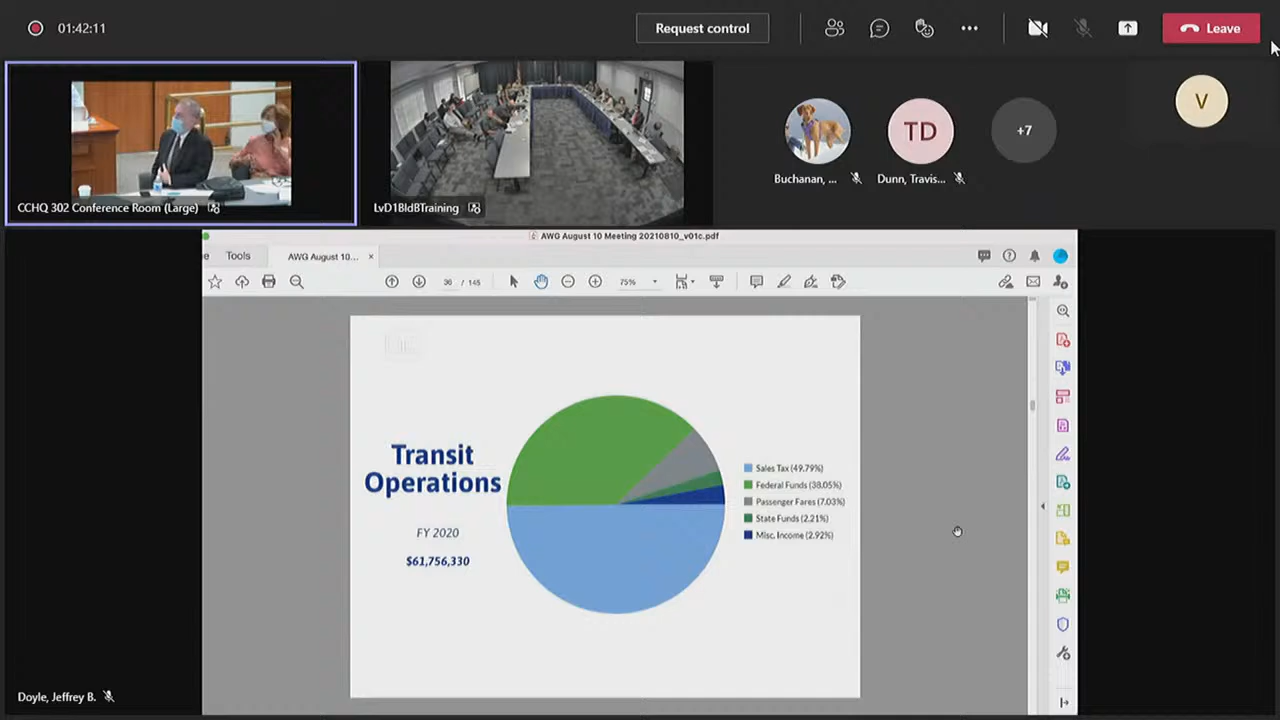 01:42:11
Request control
Leave
CCHQ 302 Conference Room (Large)
LvD1BldBTraining
Buchanan, ...
TD
Dunn, Travis...
+7
V
AWG August 10 Meeting 20210810_v01c.pdf
e
Tools
AWG August 10...
×
36 / 145
75%
Transit
Operations
FY 2020
$61,756,330
Sales Tax (49.79%)
Federal Funds (38.05%)
Passenger Fares (7.03%)
State Funds (2.21%)
Misc. Income (2.92%)
Doyle, Jeffrey B.